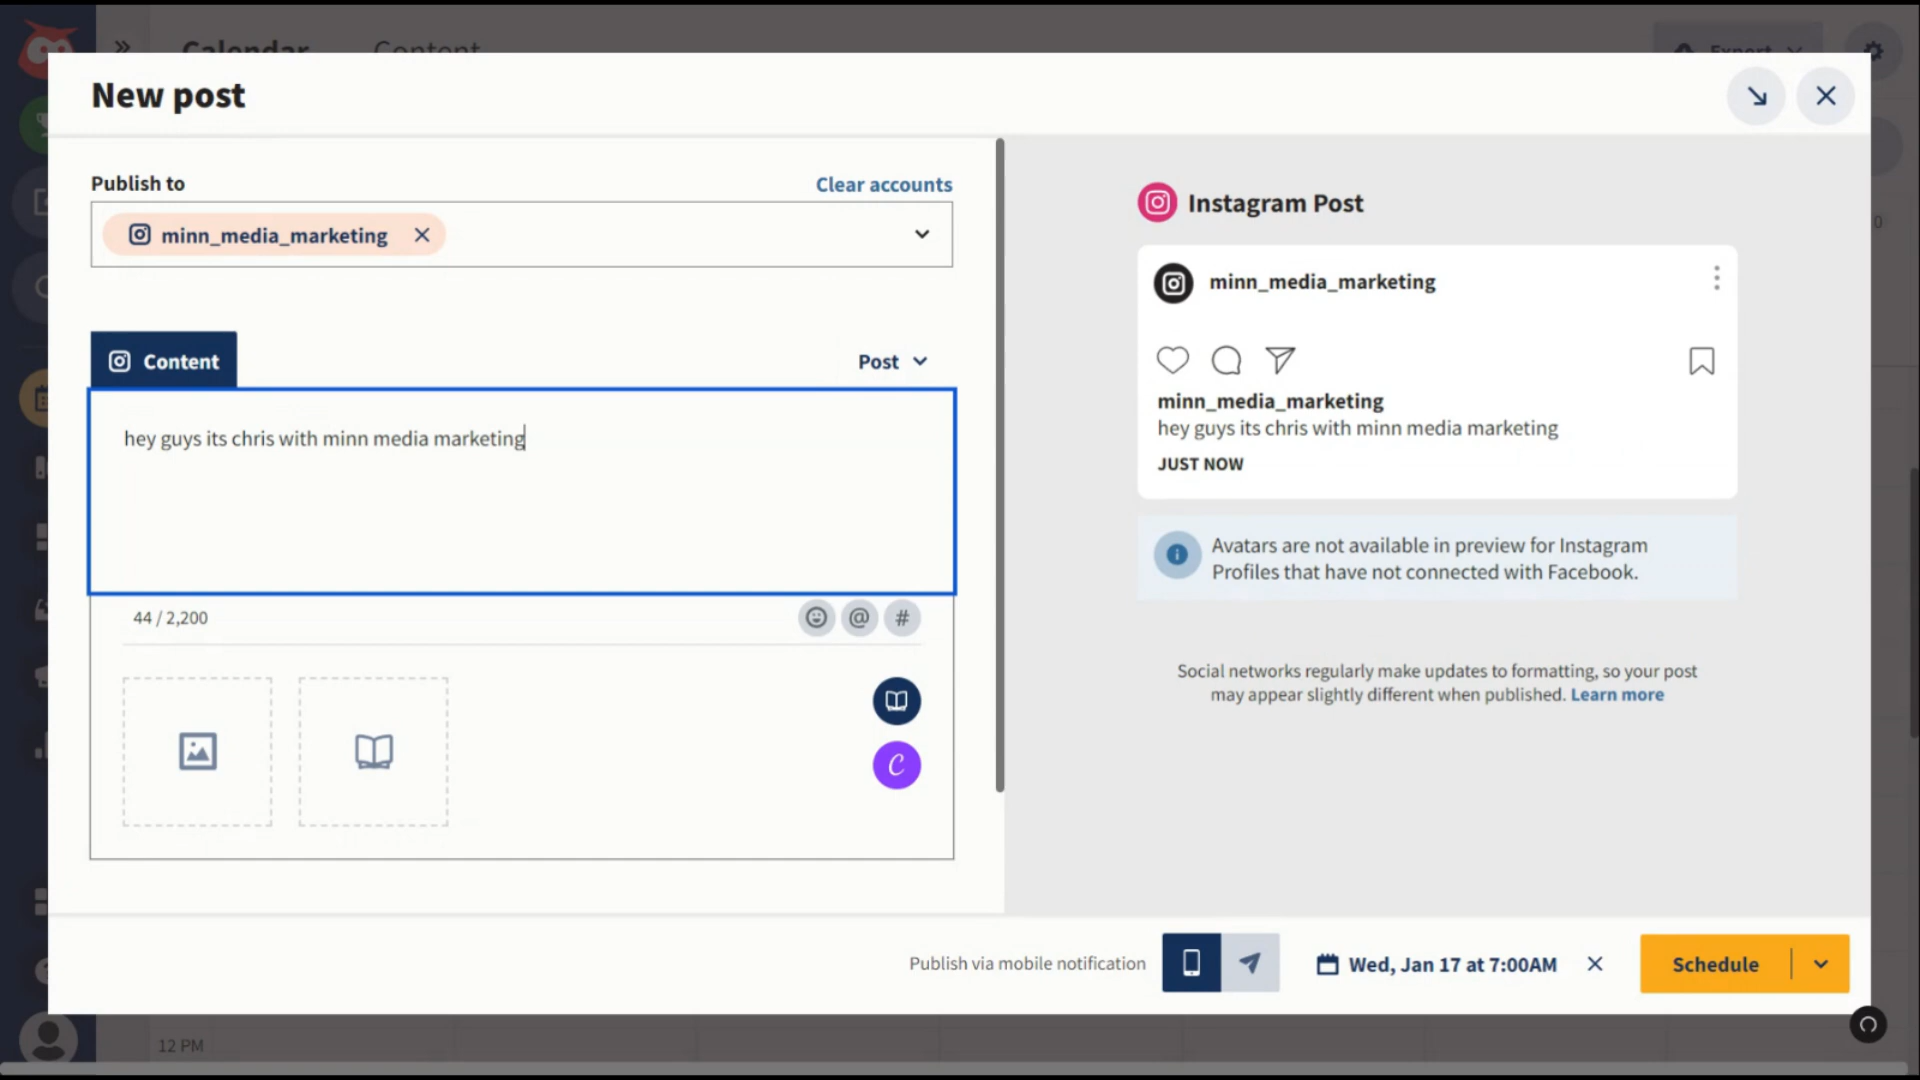 Calendar
Content
Export
New post
Publish to
Clear accounts
minn_media_marketing
Content
Post
hey guys its chris with minn media marketing
44 / 2,200
@
#
C
Instagram Post
minn_media_marketing
minn_media_marketing
hey guys its chris with minn media marketing
JUST NOW
Avatars are not available in preview for Instagram
Profiles that have not connected with Facebook.
Social networks regularly make updates to formatting, so your post
may appear slightly different when published. Learn more
Publish via mobile notification
Wed, Jan 17 at 7:00AM
Schedule
12 PM